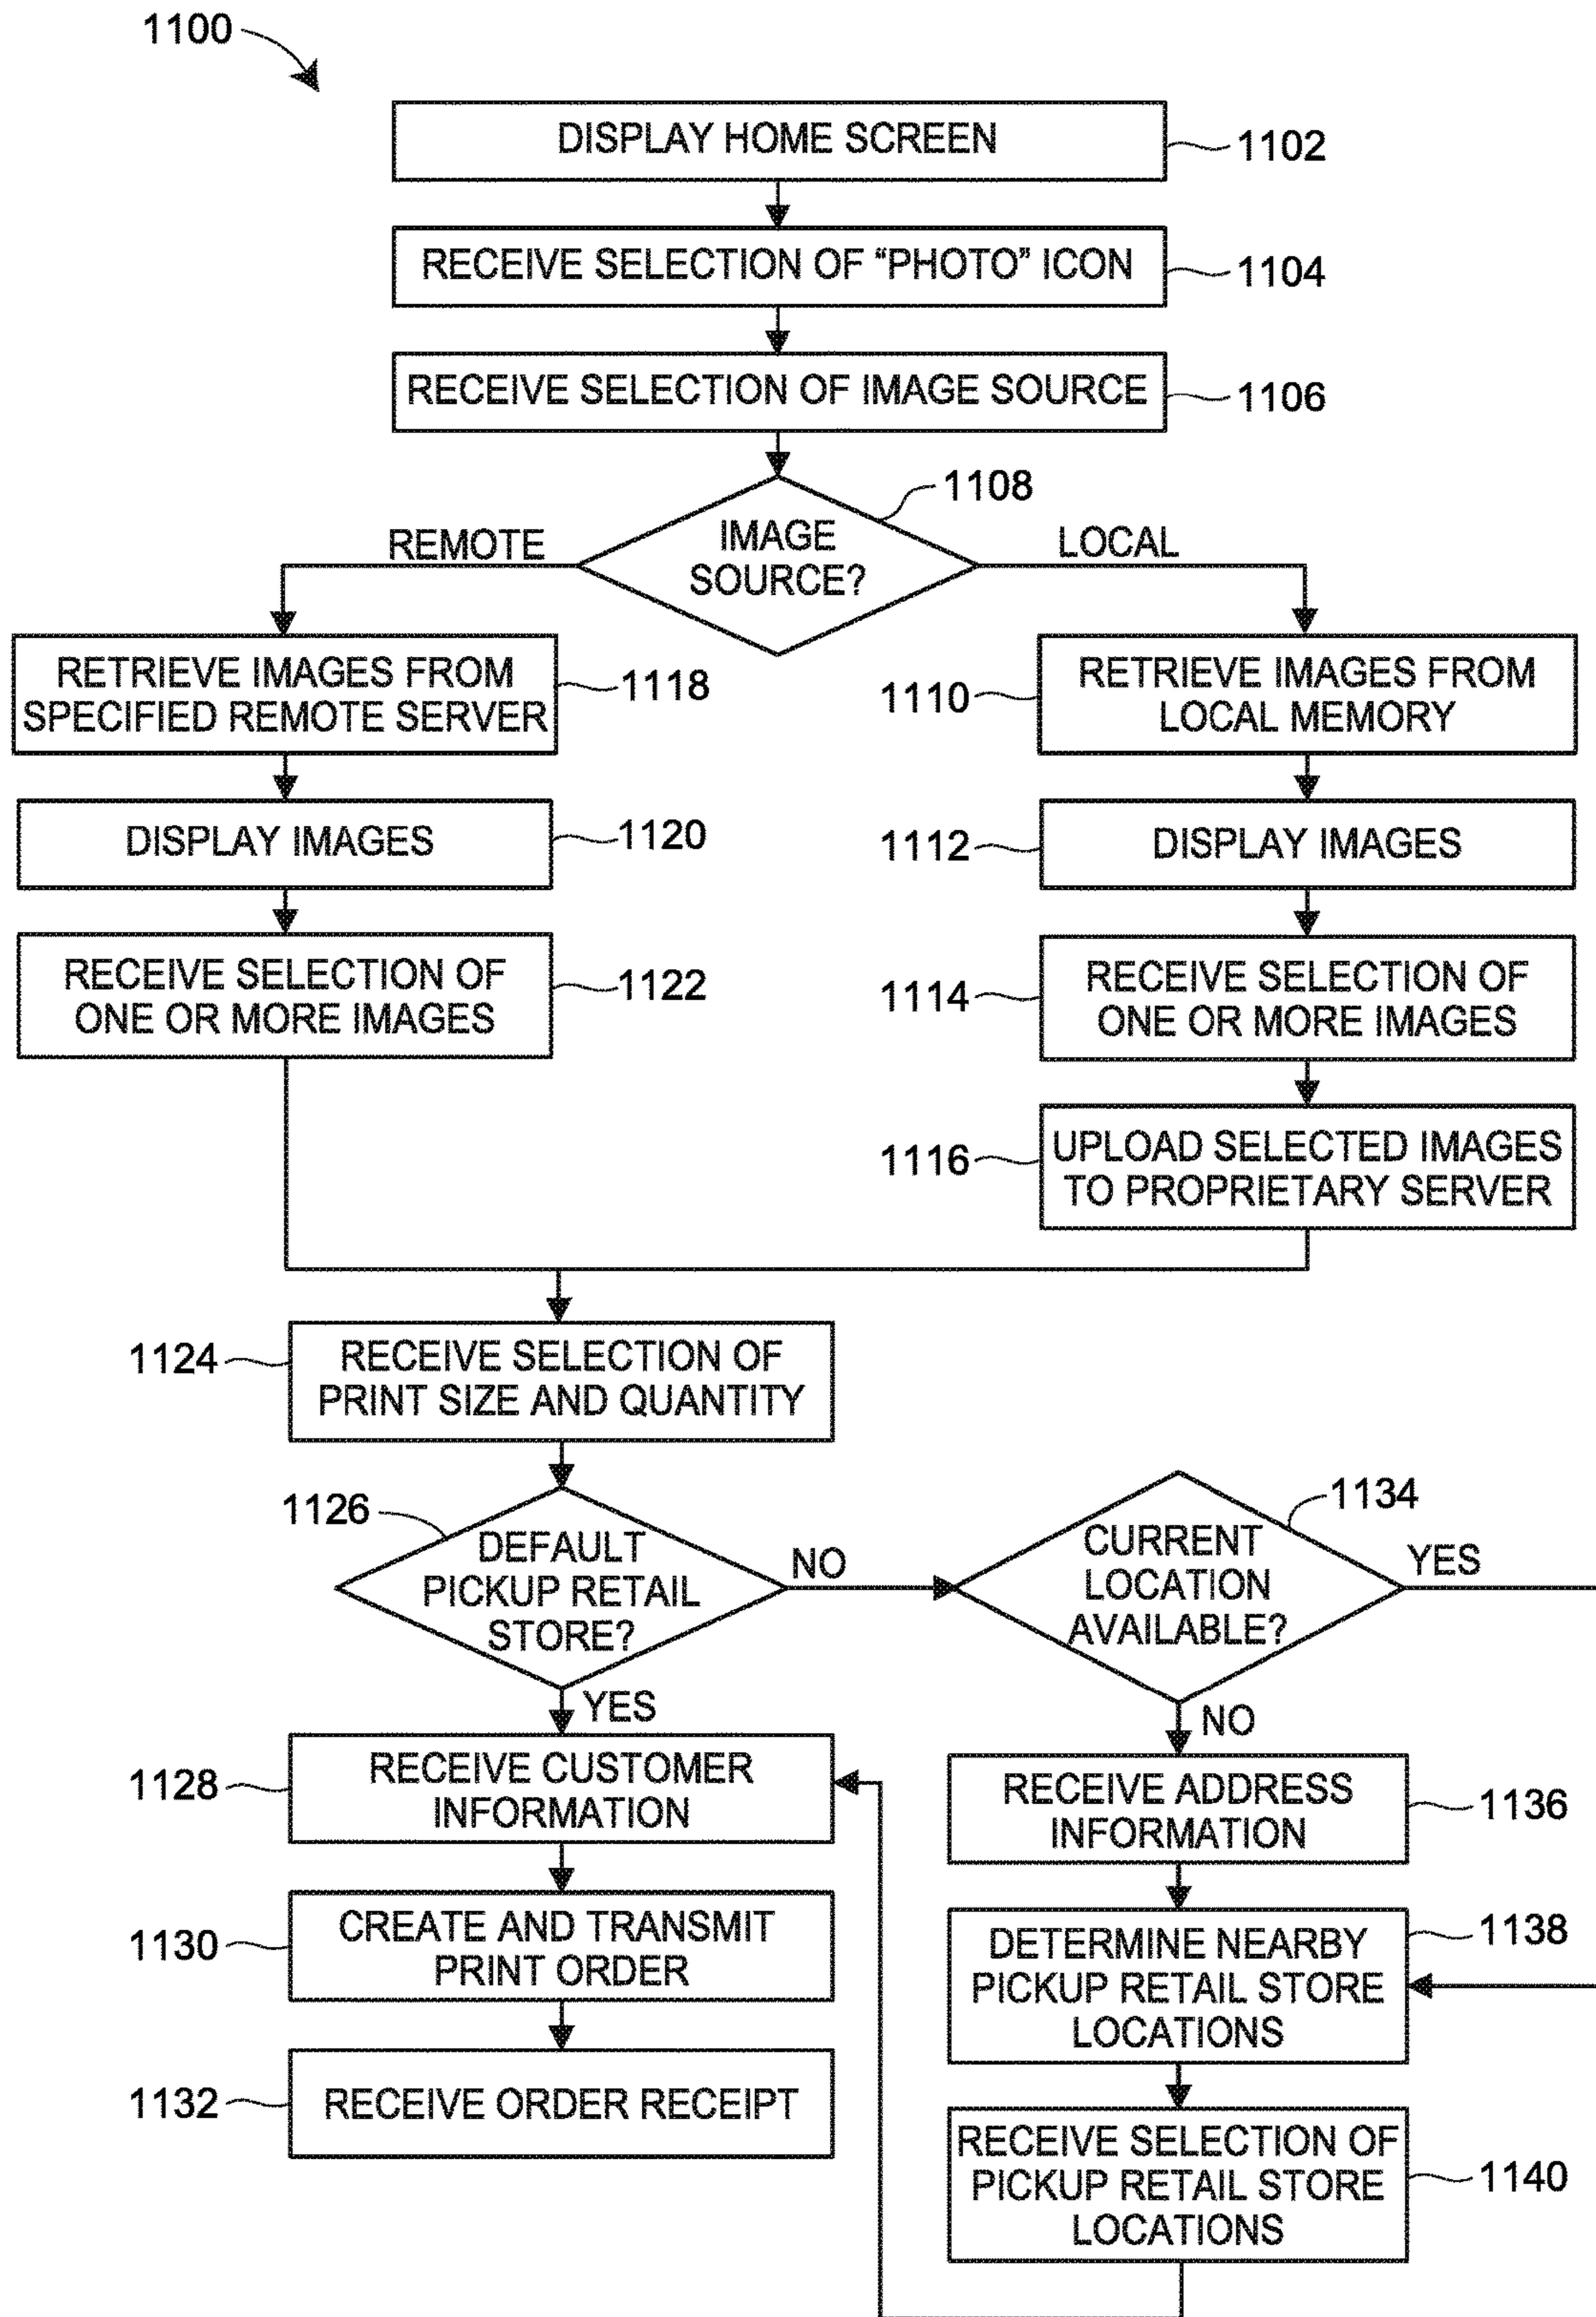 1100
DISPLAY HOME SCREEN
1102
RECEIVE SELECTION OF “PHOTO” ICON
1104
RECEIVE SELECTION OF IMAGE SOURCE
1106
1108
REMOTE
IMAGE
SOURCE?
LOCAL
RETRIEVE IMAGES FROM
SPECIFIED REMOTE SERVER
1118
1110
RETRIEVE IMAGES FROM
LOCAL MEMORY
DISPLAY IMAGES
1120
1112
DISPLAY IMAGES
RECEIVE SELECTION OF
ONE OR MORE IMAGES
1122
1114
RECEIVE SELECTION OF
ONE OR MORE IMAGES
1116
UPLOAD SELECTED IMAGES
TO PROPRIETARY SERVER
1124
RECEIVE SELECTION OF
PRINT SIZE AND QUANTITY
1126
DEFAULT
PICKUP RETAIL
STORE?
NO
1134
CURRENT
LOCATION
AVAILABLE?
YES
YES
NO
1128
RECEIVE CUSTOMER
INFORMATION
RECEIVE ADDRESS
INFORMATION
1136
1130
CREATE AND TRANSMIT
PRINT ORDER
DETERMINE NEARBY
PICKUP RETAIL STORE
LOCATIONS
1138
1132
RECEIVE ORDER RECEIPT
RECEIVE SELECTION OF
PICKUP RETAIL STORE
LOCATIONS
1140